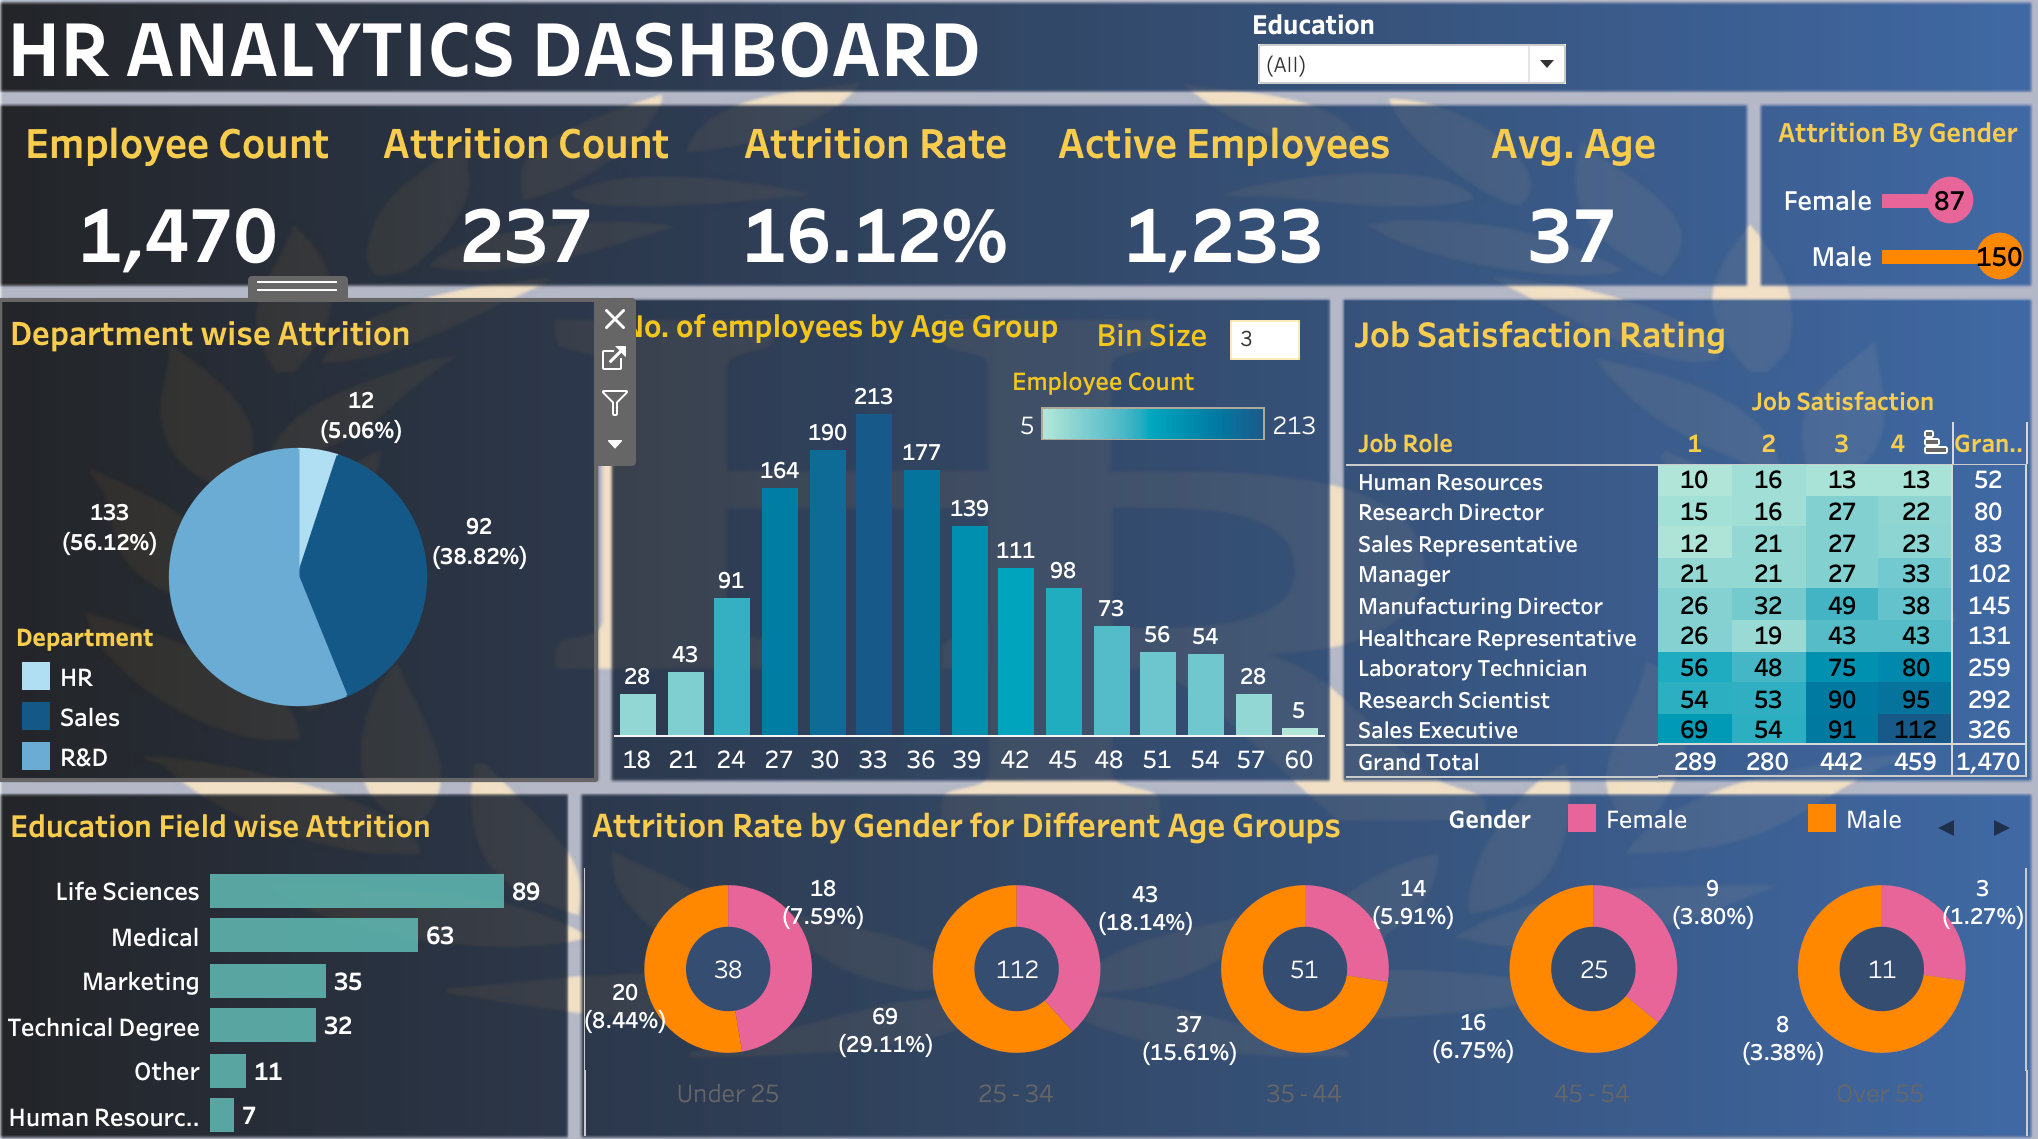 HR ANALYTICS DASHBOARD
Education
(All)
Employee Count
Attrition Count
Attrition Rate
Active Employees
Avg. Age
1,470
237
16.12%
1,233
37
Attrition By Gender
Female 87
Male 150
Department wise Attrition
12
(5.06%)
133
(56.12%)
92
(38.82%)
Department
HR
Sales
R&D
No. of employees by Age Group
Bin Size 3
Employee Count
5 213
28 43 91 164 190 213 177 139 111 98 73 56 54 28 5
18 21 24 27 30 33 36 39 42 45 48 51 54 57 60
Job Satisfaction Rating
Job Satisfaction
Job Role 1 2 3 4 Gran..
Human Resources 10 16 13 13 52
Research Director 15 16 27 22 80
Sales Representative 12 21 27 23 83
Manager 21 21 27 33 102
Manufacturing Director 26 32 49 38 145
Healthcare Representative 26 19 43 43 131
Laboratory Technician 56 48 75 80 259
Research Scientist 54 53 90 95 292
Sales Executive 69 54 91 112 326
Grand Total 289 280 442 459 1,470
Education Field wise Attrition
Life Sciences 89
Medical 63
Marketing 35
Technical Degree 32
Other 11
Human Resourc.. 7
Attrition Rate by Gender for Different Age Groups
Gender Female Male
18
(7.59%)
38
20
(8.44%)
Under 25
43
(18.14%)
112
69
(29.11%)
25 - 34
14
(5.91%)
51
37
(15.61%)
35 - 44
9
(3.80%)
25
16
(6.75%)
45 - 54
3
(1.27%)
11
8
(3.38%)
Over 55